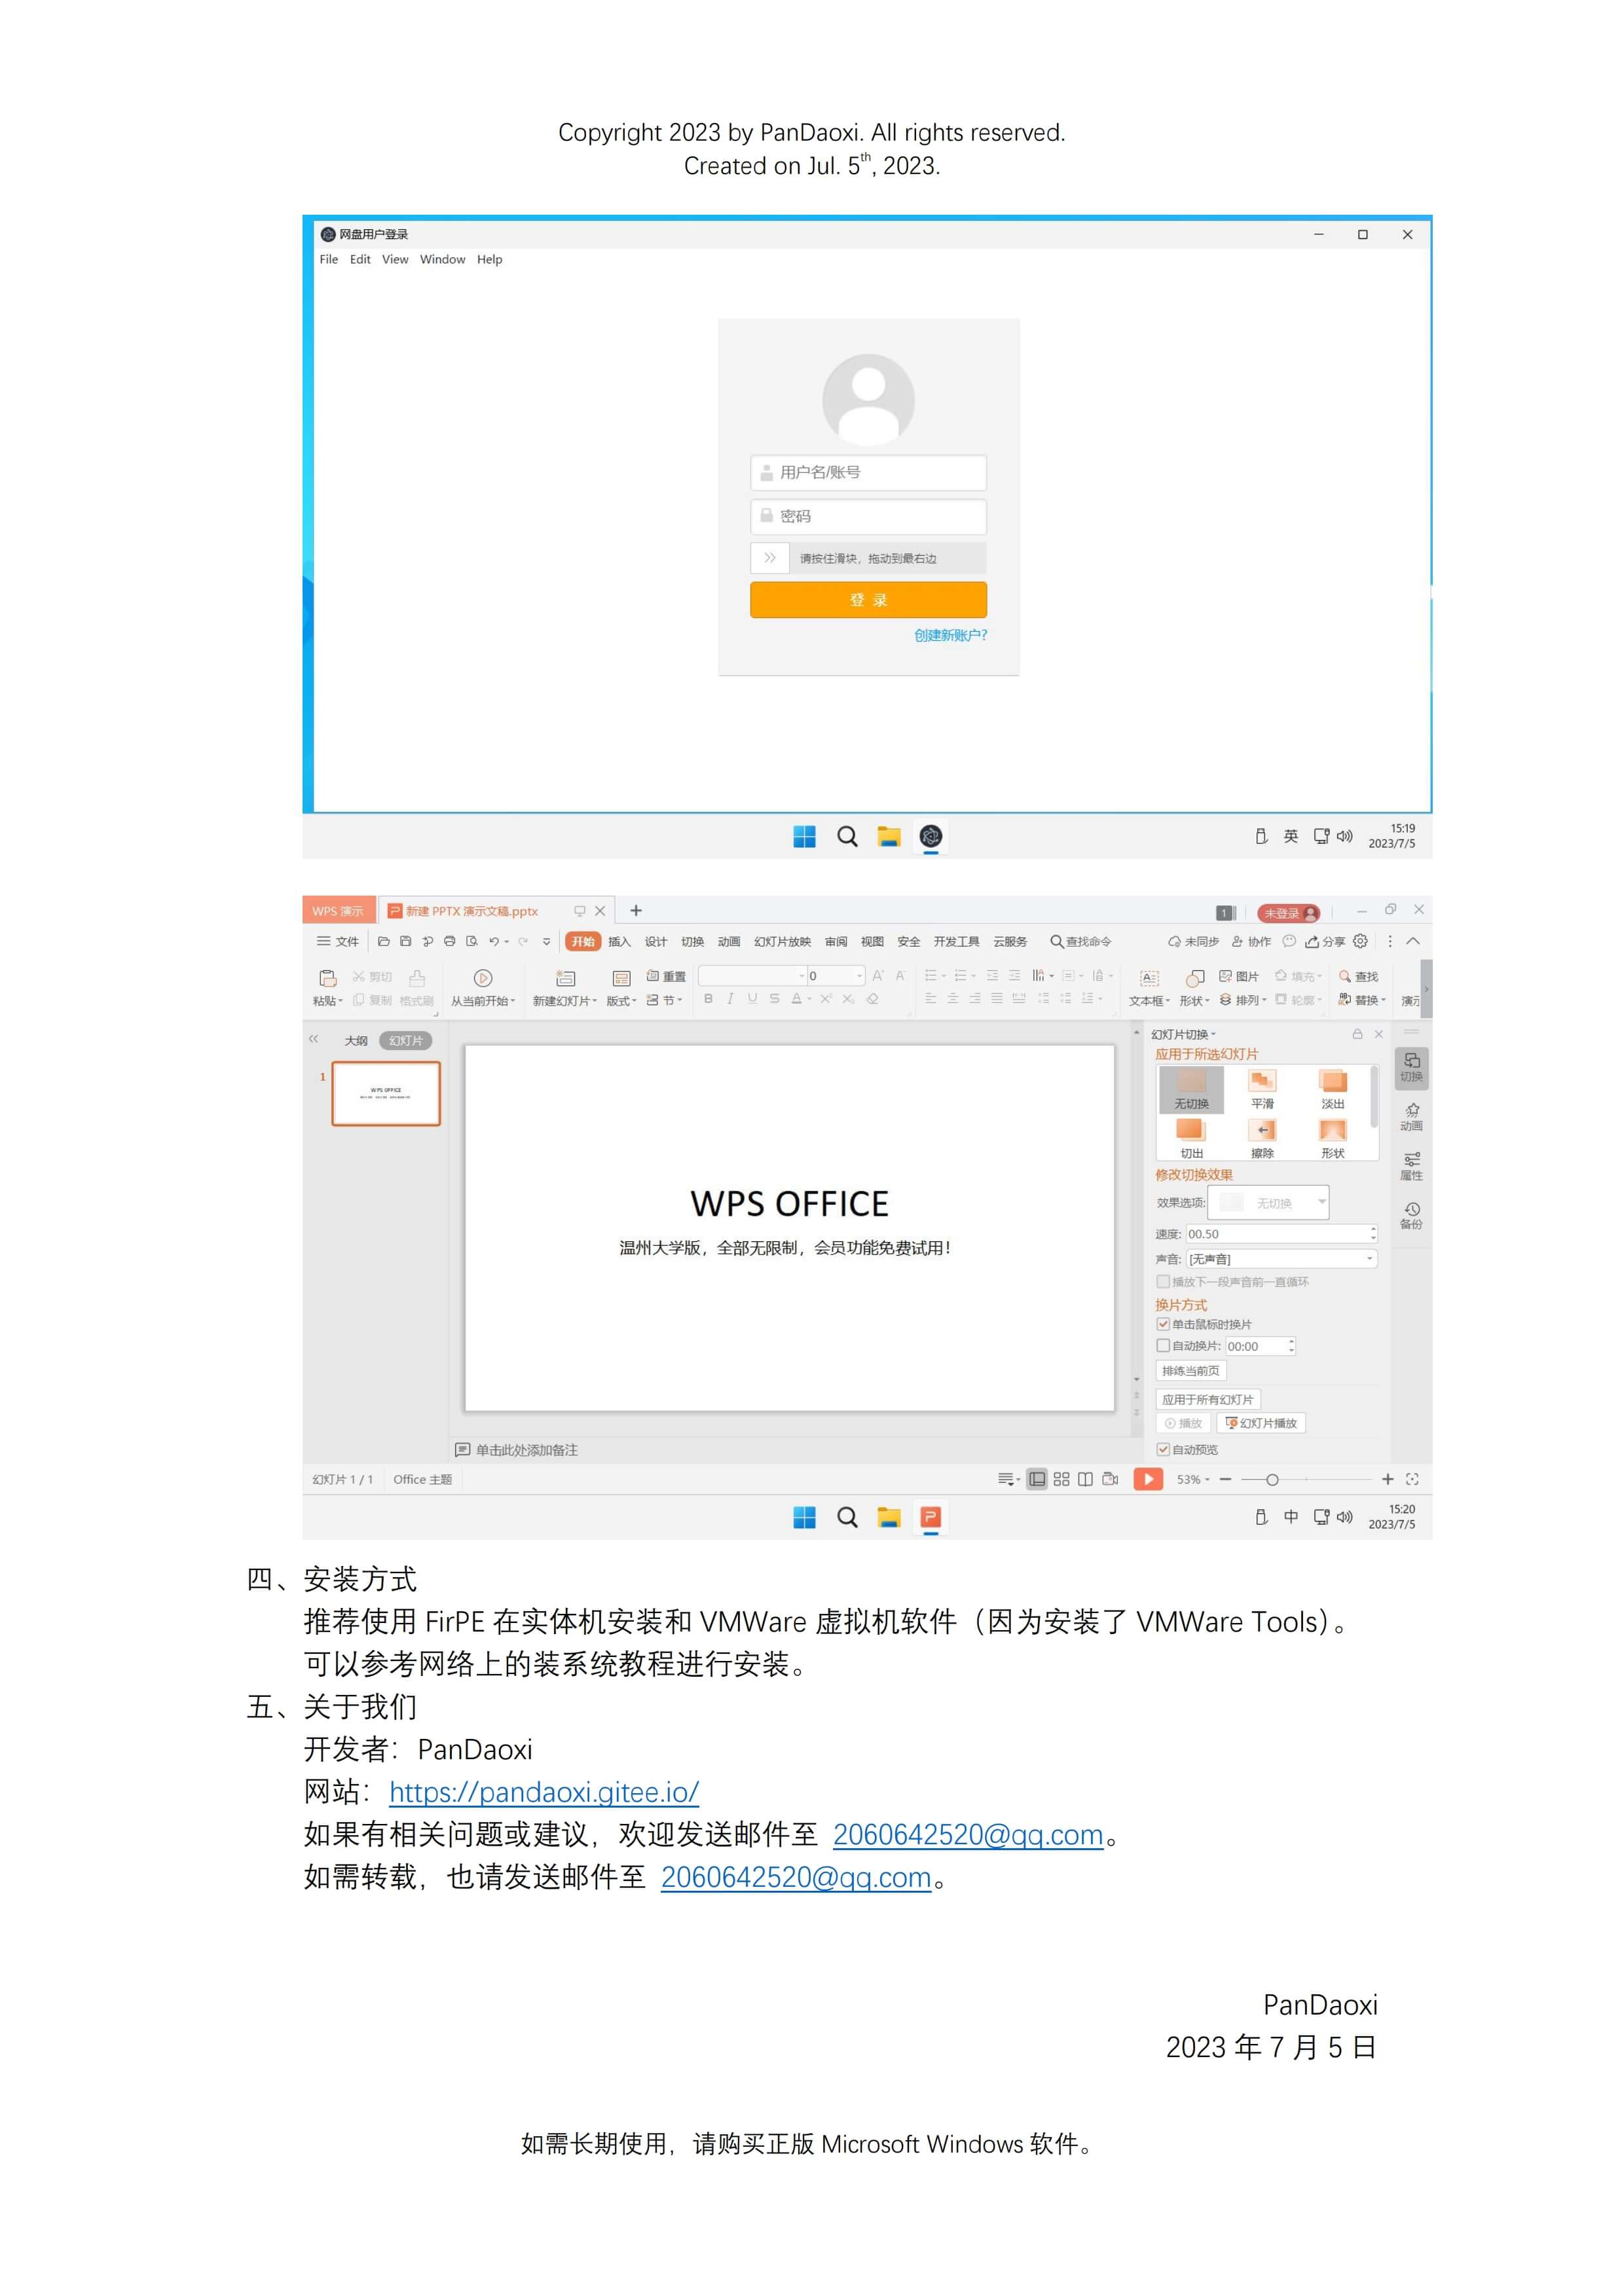 Copyright 2023 by PanDaoxi. All rights reserved.
Created on Jul. 5th, 2023.
网盘用户登录
File Edit View Window Help
用户名/账号
密码
请按住滑块，拖动到最右边
登 录
创建新账户?
英
15:19
2023/7/5
WPS 演示 新建 PPTX 演示文稿.pptx
1 未登录
文件 开始 插入 设计 切换 动画 幻灯片放映 审阅 视图 安全 开发工具 云服务 查找命令 未同步 协作 分享
剪切 重置 0 图片 填充 查找
粘贴 复制 格式刷 从当前开始 新建幻灯片 版式 节 文本框 形状 排列 轮廓 替换 演示
大纲 幻灯片
1
WPS OFFICE
WPS OFFICE
温州大学版，全部无限制，会员功能免费试用！
单击此处添加备注
幻灯片切换
应用于所选幻灯片
无切换 平滑 淡出
切出 擦除 形状
修改切换效果
效果选项: 无切换
速度: 00.50
声音: [无声音]
播放下一段声音前一直循环
换片方式
单击鼠标时换片
自动换片: 00:00
排练当前页
应用于所有幻灯片
播放 幻灯片播放
自动预览
切换
动画
属性
备份
幻灯片 1 / 1 Office 主题
53%
中
15:20
2023/7/5
四、安装方式
推荐使用 FirPE 在实体机安装和 VMWare 虚拟机软件（因为安装了 VMWare Tools）。
可以参考网络上的装系统教程进行安装。
五、关于我们
开发者：PanDaoxi
网站：https://pandaoxi.gitee.io/
如果有相关问题或建议，欢迎发送邮件至 2060642520@qq.com。
如需转载，也请发送邮件至 2060642520@qq.com。
PanDaoxi
2023 年 7 月 5 日
如需长期使用，请购买正版 Microsoft Windows 软件。